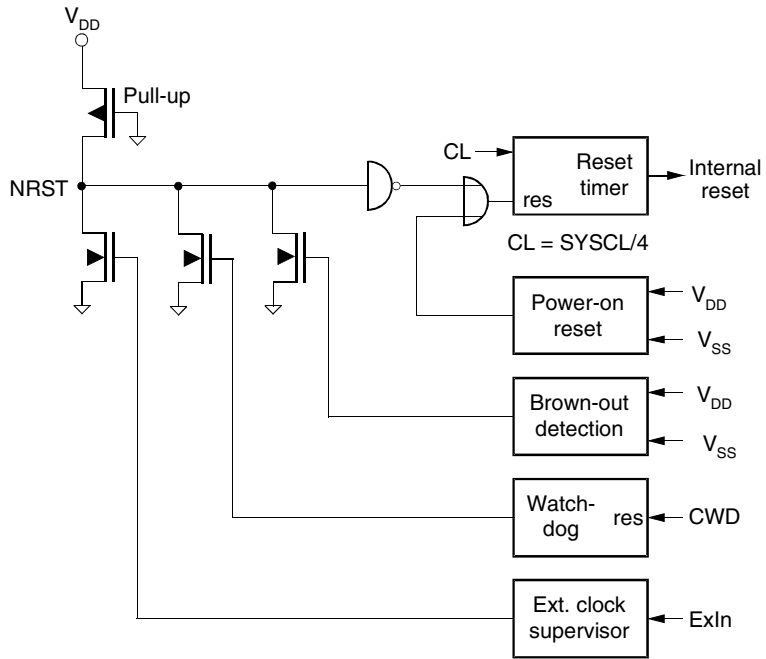 VDD
Pull-up
NRST
CL
Reset
timer
res
Internal
reset
CL = SYSCL/4
Power-on
reset
VDD
VSS
Brown-out
detection
VDD
VSS
Watch-
dog
res
CWD
Ext. clock
supervisor
ExIn